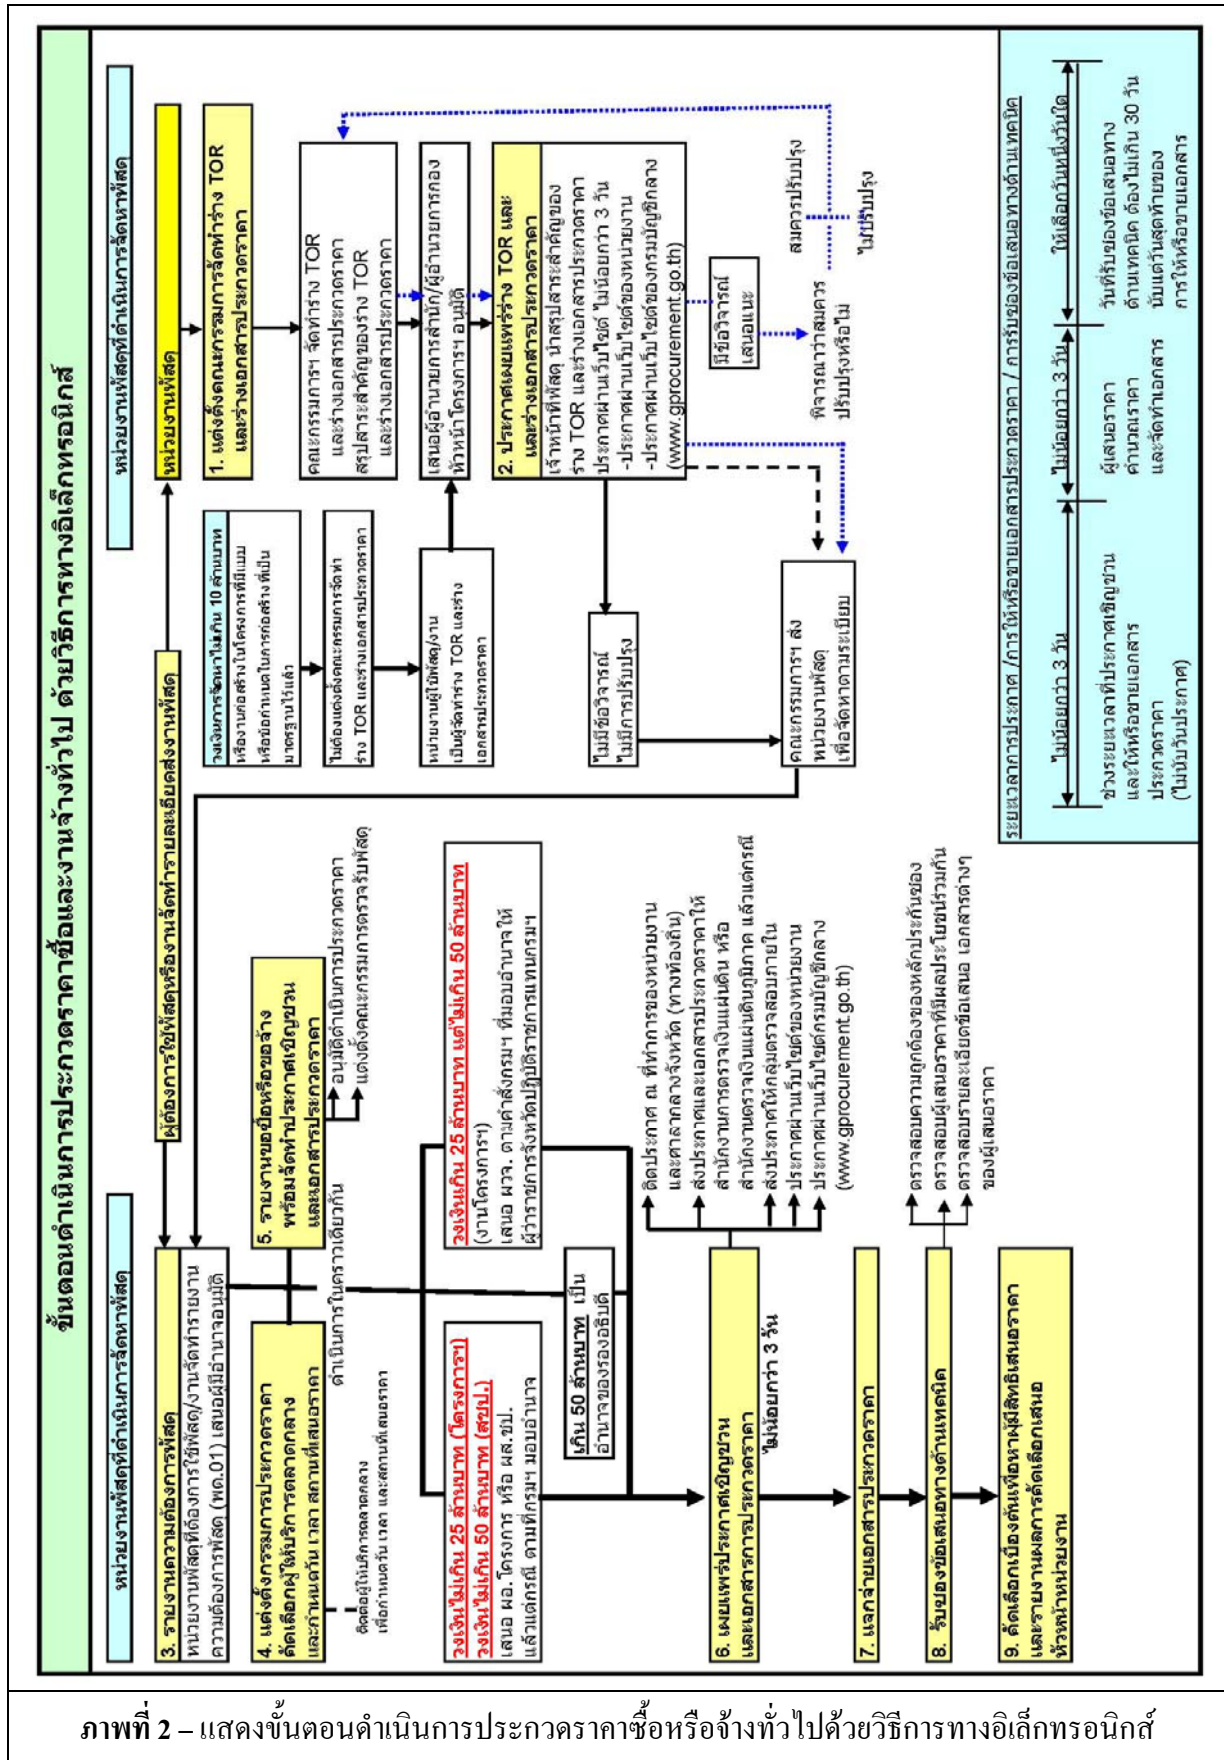 ขั้นตอนดำเนินการประกวดราคาซื้อและงานจ้างทั่วไป ด้วยวิธีการทางอิเล็กทรอนิกส์
หน่วยงานพัสดุที่ดำเนินการจัดหาพัสดุ
หน่วยงานพัสดุที่ดำเนินการจัดหาพัสดุ
ผู้ต้องการใช้พัสดุหรืองานจัดทำรายละเอียดส่งงานพัสดุ
หน่วยงานพัสดุ
1. แต่งตั้งคณะกรรมการจัดทำร่าง TOR
และร่างเอกสารประกวดราคา
คณะกรรมการฯ จัดทำร่าง TOR
และร่างเอกสารประกวดราคา
สรุปสาระสำคัญของร่าง TOR
และร่างเอกสารประกวดราคา
เสนอผู้อำนวยการสำนัก/ผู้อำนวยการกอง
หัวหน้าโครงการฯ อนุมัติ
2. ประกาศเผยแพร่ร่าง TOR และ
และร่างเอกสารประกวดราคา
เจ้าหน้าที่พัสดุ นำสรุปสาระสำคัญของ
ร่าง TOR และร่างเอกสารประกวดราคา
ประกาศผ่านเว็บไซต์ ไม่น้อยกว่า 3 วัน
-ประกาศผ่านเว็บไซต์ของหน่วยงาน
-ประกาศผ่านเว็บไซต์ของกรมบัญชีกลาง
(www.gprocurement.go.th)
มีข้อวิจารณ์
เสนอแนะ
พิจารณาว่าสมควร
ปรับปรุงหรือไม่
สมควรปรับปรุง
ไม่ปรับปรุง
วงเงินการจัดหาไม่เกิน 10 ล้านบาท
หรืองานก่อสร้างในโครงการที่มีแบบ
หรือข้อกำหนดในการก่อสร้าง ที่เป็น
มาตรฐานไว้แล้ว
ไม่ต้องแต่งตั้งคณะกรรมการจัดทำ
ร่าง TOR และร่างเอกสารประกวดราคา
หน่วยงานผู้ใช้พัสดุ/งาน
เป็นผู้จัดทำร่าง TOR และร่าง
เอกสารประกวดราคา
ไม่มีข้อวิจารณ์
ไม่มีการปรับปรุง
คณะกรรมการฯ ส่ง
หน่วยงานพัสดุ
เพื่อจัดหาตามระเบียบ
3. รายงานความต้องการพัสดุ
หน่วยงานพัสดุที่ต้องการใช้พัสดุ/งานจัดทำรายงาน
ความต้องการพัสดุ (พด.01) เสนอผู้มีอำนาจอนุมัติ
4. แต่งตั้งกรรมการประกวดราคา
คัดเลือกผู้ให้บริการตลาดกลาง
และกำหนดวัน เวลา สถานที่เสนอราคา
ติดต่อผู้ให้บริการตลาดกลาง
เพื่อกำหนดวัน เวลา และสถานที่เสนอราคา
ดำเนินการในคราวเดียวกัน
5. รายงานขอซื้อหรือขอจ้าง
พร้อมจัดทำประกาศเชิญชวน
และเอกสารประกวดราคา
อนุมัติดำเนินการประกวดราคา
แต่งตั้งคณะกรรมการตรวจรับพัสดุ
วงเงินไม่เกิน 25 ล้านบาท (โครงการฯ)
วงเงินไม่เกิน 50 ล้านบาท (สชป.)
เสนอ ผอ.โครงการ หรือ ผส.ชป.
แล้วแต่กรณี ตามที่กรมฯ มอบอำนาจ
วงเงินเกิน 25 ล้านบาท แต่ไม่เกิน 50 ล้านบาท
(งานโครงการฯ)
เสนอ ผวจ. ตามคำสั่งกรมฯ ที่มอบอำนาจให้
ผู้ว่าราชการจังหวัดปฏิบัติราชการแทนกรมฯ
เกิน 50 ล้านบาท เป็น
อำนาจของรองอธิบดี
6. เผยแพร่ประกาศเชิญชวน
และเอกสารการประกวดราคา
ไม่น้อยกว่า 3 วัน
ติดประกาศ ณ ที่ทำการของหน่วยงาน
และศาลากลางจังหวัด (ทางท้องถิ่น)
ส่งประกาศและเอกสารประกวดราคาให้
สำนักงานการตรวจเงินแผ่นดิน หรือ
สำนักงานตรวจเงินแผ่นดินภูมิภาค แล้วแต่กรณี
ส่งประกาศให้กลุ่มตรวจสอบภายใน
ประกาศผ่านเว็บไซต์ของหน่วยงาน
ประกาศผ่านเว็บไซต์กรมบัญชีกลาง
(www.gprocurement.go.th)
7. แจกจ่ายเอกสารประกวดราคา
8. รับซองข้อเสนอทางด้านเทคนิค
ตรวจสอบความถูกต้องของหลักประกันซอง
ตรวจสอบผู้เสนอราคาที่มีผลประโยชน์ร่วมกัน
ตรวจสอบรายละเอียดข้อเสนอ เอกสารต่างๆ
ของผู้เสนอราคา
9. คัดเลือกเบื้องต้นเพื่อหาผู้มีสิทธิเสนอราคา
และรายงานผลการคัดเลือกเสนอ
หัวหน้าหน่วยงาน
ระยะเวลาการประกาศ /การให้หรือขายเอกสารประกวดราคา / การรับซองข้อเสนอทางด้านเทคนิค
ไม่น้อยกว่า 3 วัน
ไม่น้อยกว่า 3 วัน
ให้เลือกวันหนึ่งวันใด
ช่วงระยะเวลาที่ประกาศเชิญชวน
และให้หรือขายเอกสาร
ประกวดราคา
(ไม่นับวันประกาศ)
ผู้เสนอราคา
คำนวณราคา
และจัดทำเอกสาร
วันที่รับซองข้อเสนอทาง
ด้านเทคนิค ต้องไม่เกิน 30 วัน
นับแต่วันสุดท้ายของ
การให้หรือขายเอกสาร
ภาพที่ 2 – แสดงขั้นตอนดำเนินการประกวดราคาซื้อหรือจ้างทั่วไปด้วยวิธีการทางอิเล็กทรอนิกส์